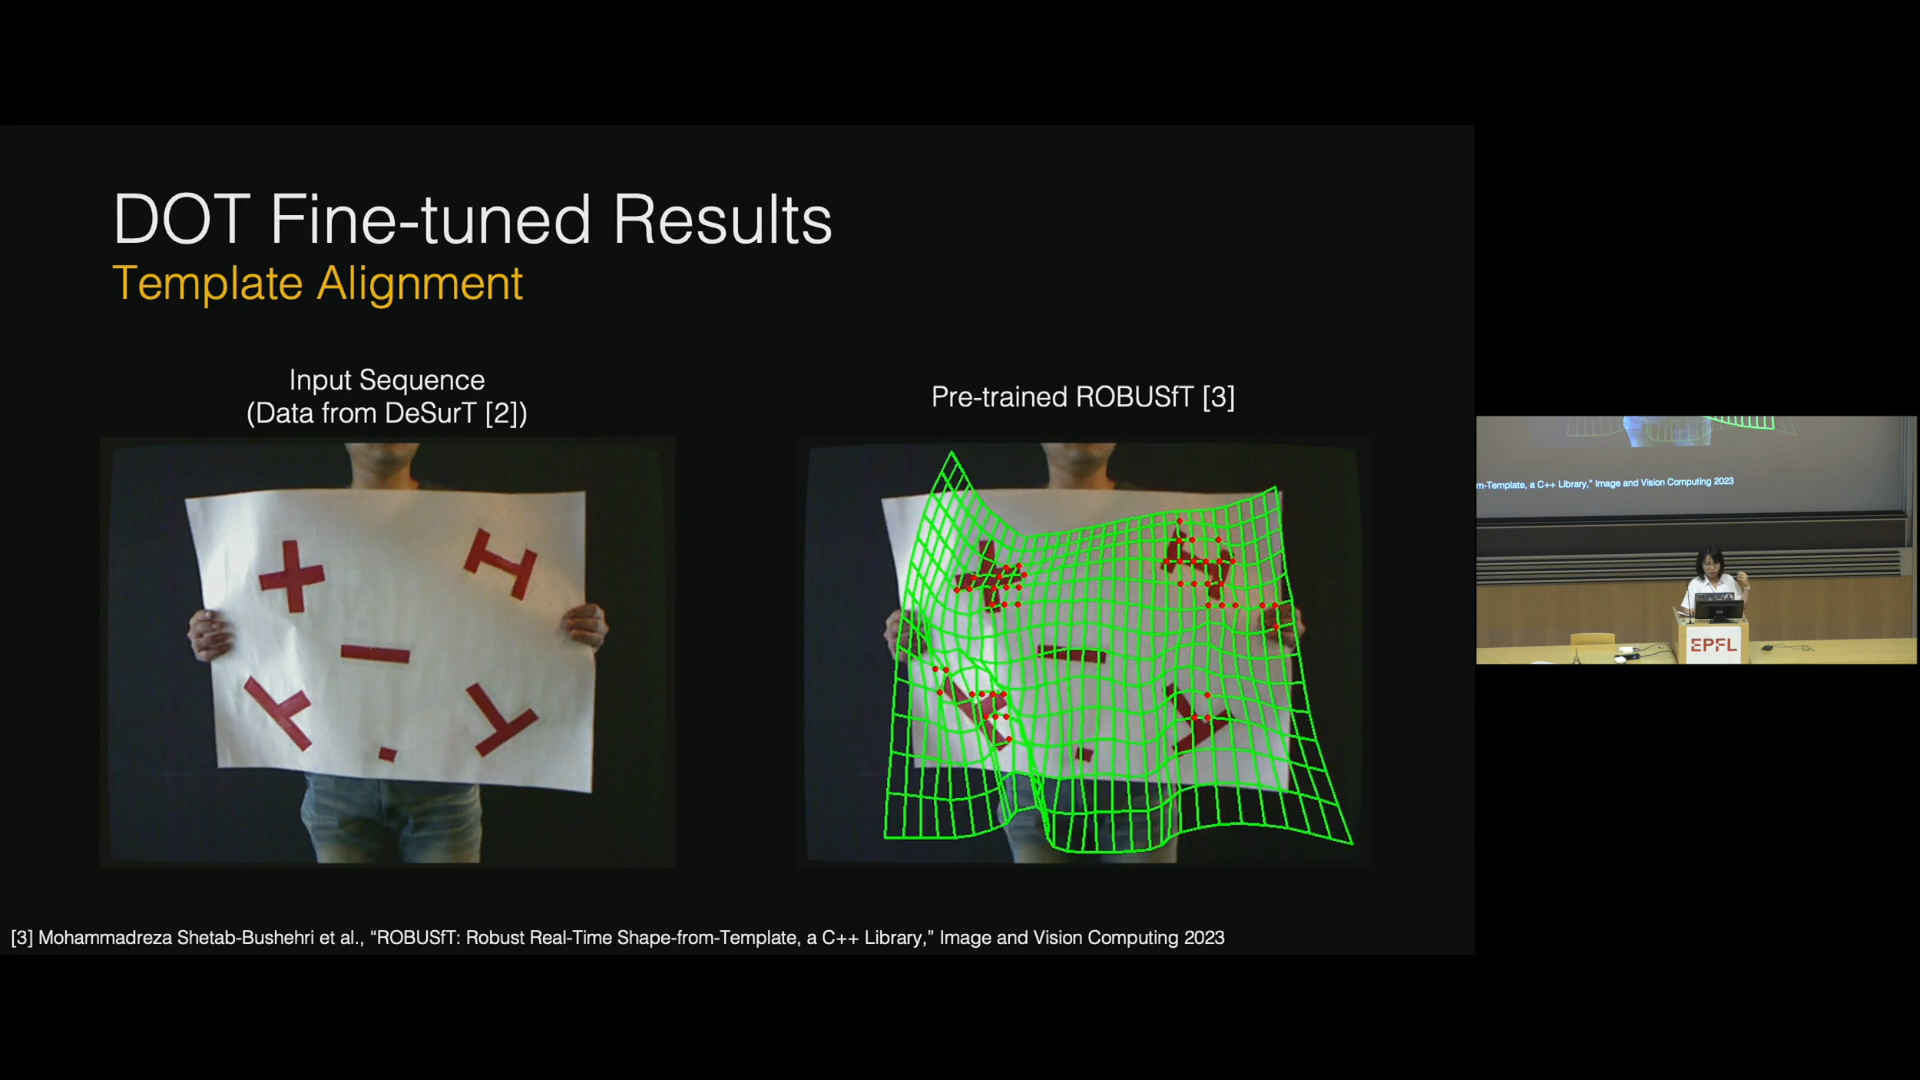 DOT Fine-tuned Results
Template Alignment
Input Sequence
(Data from DeSurT [2])
Pre-trained ROBUSfT [3]
[3] Mohammadreza Shetab-Bushehri et al., “ROBUSfT: Robust Real-Time Shape-from-Template, a C++ Library,” Image and Vision Computing 2023
m-Template, a C++ Library,” Image and Vision Computing 2023
EPFL